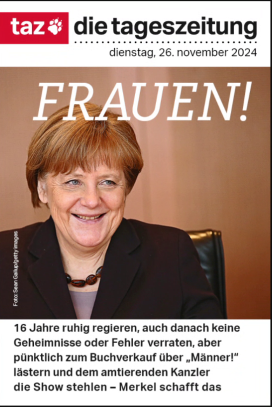 taz die tageszeitung
dienstag, 26. november 2024
FRAUEN!
Foto: Sean Gallup/getty images
16 Jahre ruhig regieren, auch danach keine
Geheimnisse oder Fehler verraten, aber
pünktlich zum Buchverkauf über „Männer!“
lästern und dem amtierenden Kanzler
die Show stehlen – Merkel schafft das